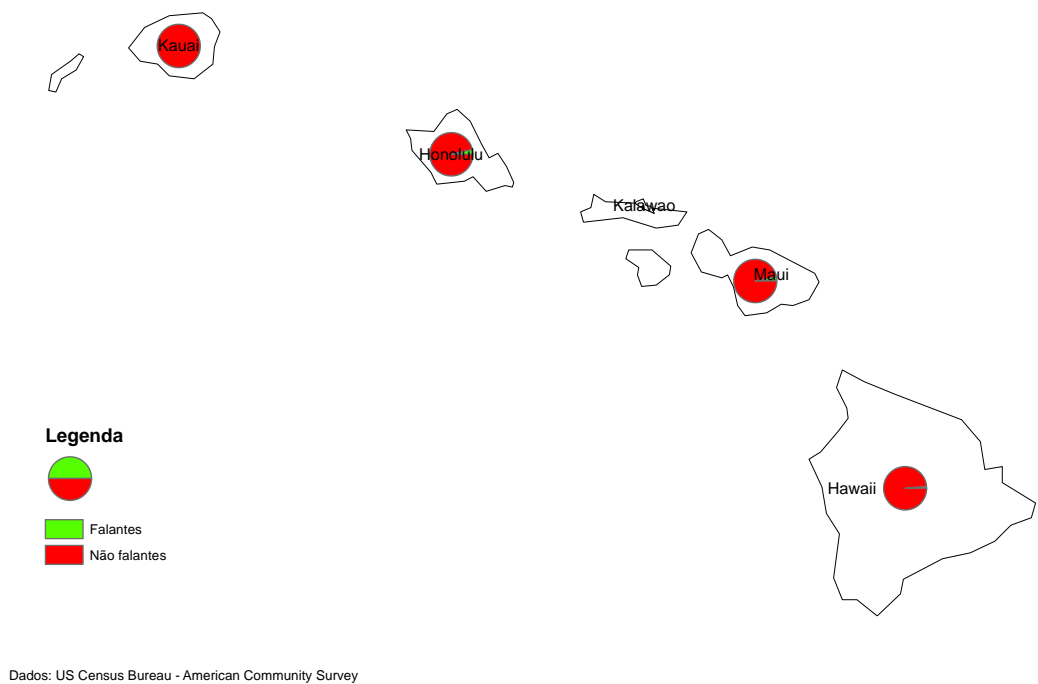 Kauai
Honolulu
Kalawao
Maui
Hawaii
Legenda
Falantes
Não falantes
Dados: US Census Bureau - American Community Survey